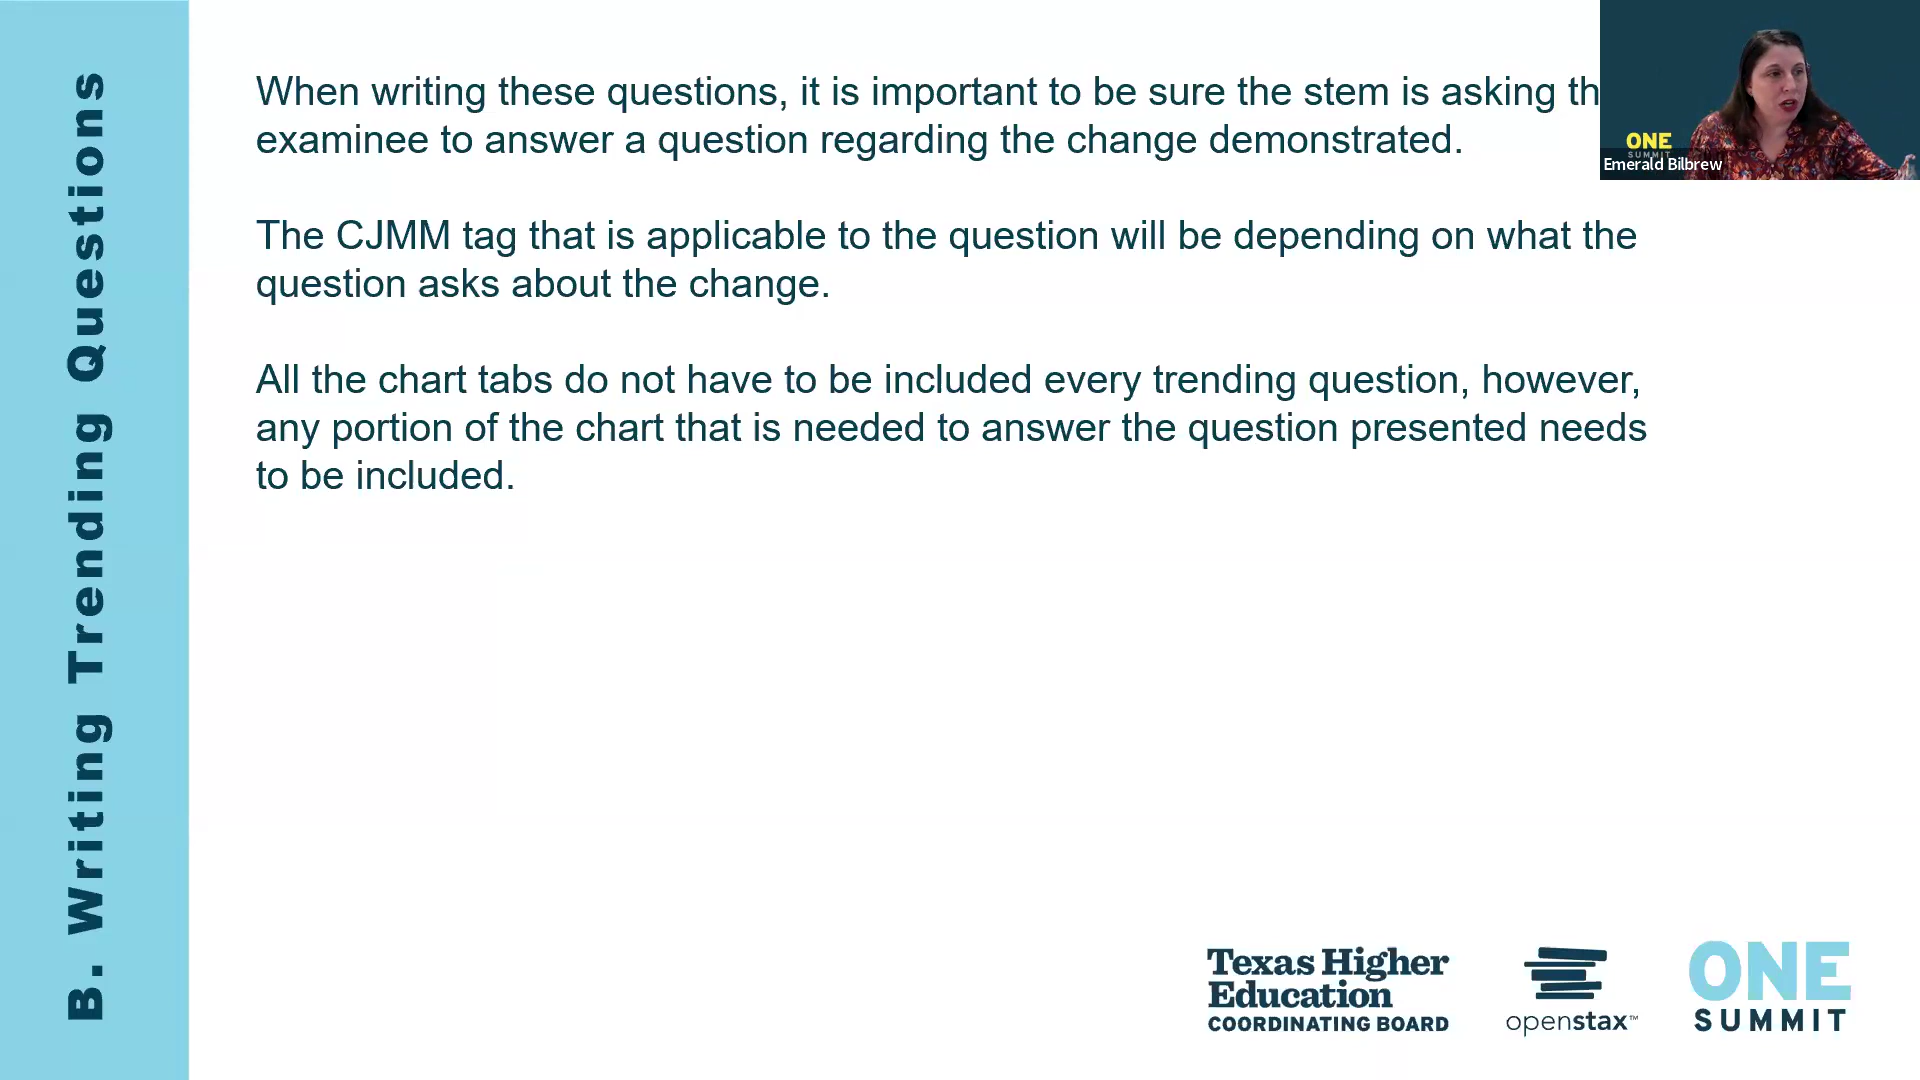 B. Writing Trending Questions
When writing these questions, it is important to be sure the stem is asking th
examinee to answer a question regarding the change demonstrated.
The CJMM tag that is applicable to the question will be depending on what the
question asks about the change.
All the chart tabs do not have to be included every trending question, however,
any portion of the chart that is needed to answer the question presented needs
to be included.
ONE
SUMMIT
Emerald Bilbrew
Texas Higher
Education
COORDINATING BOARD
openstax™
ONE
SUMMIT